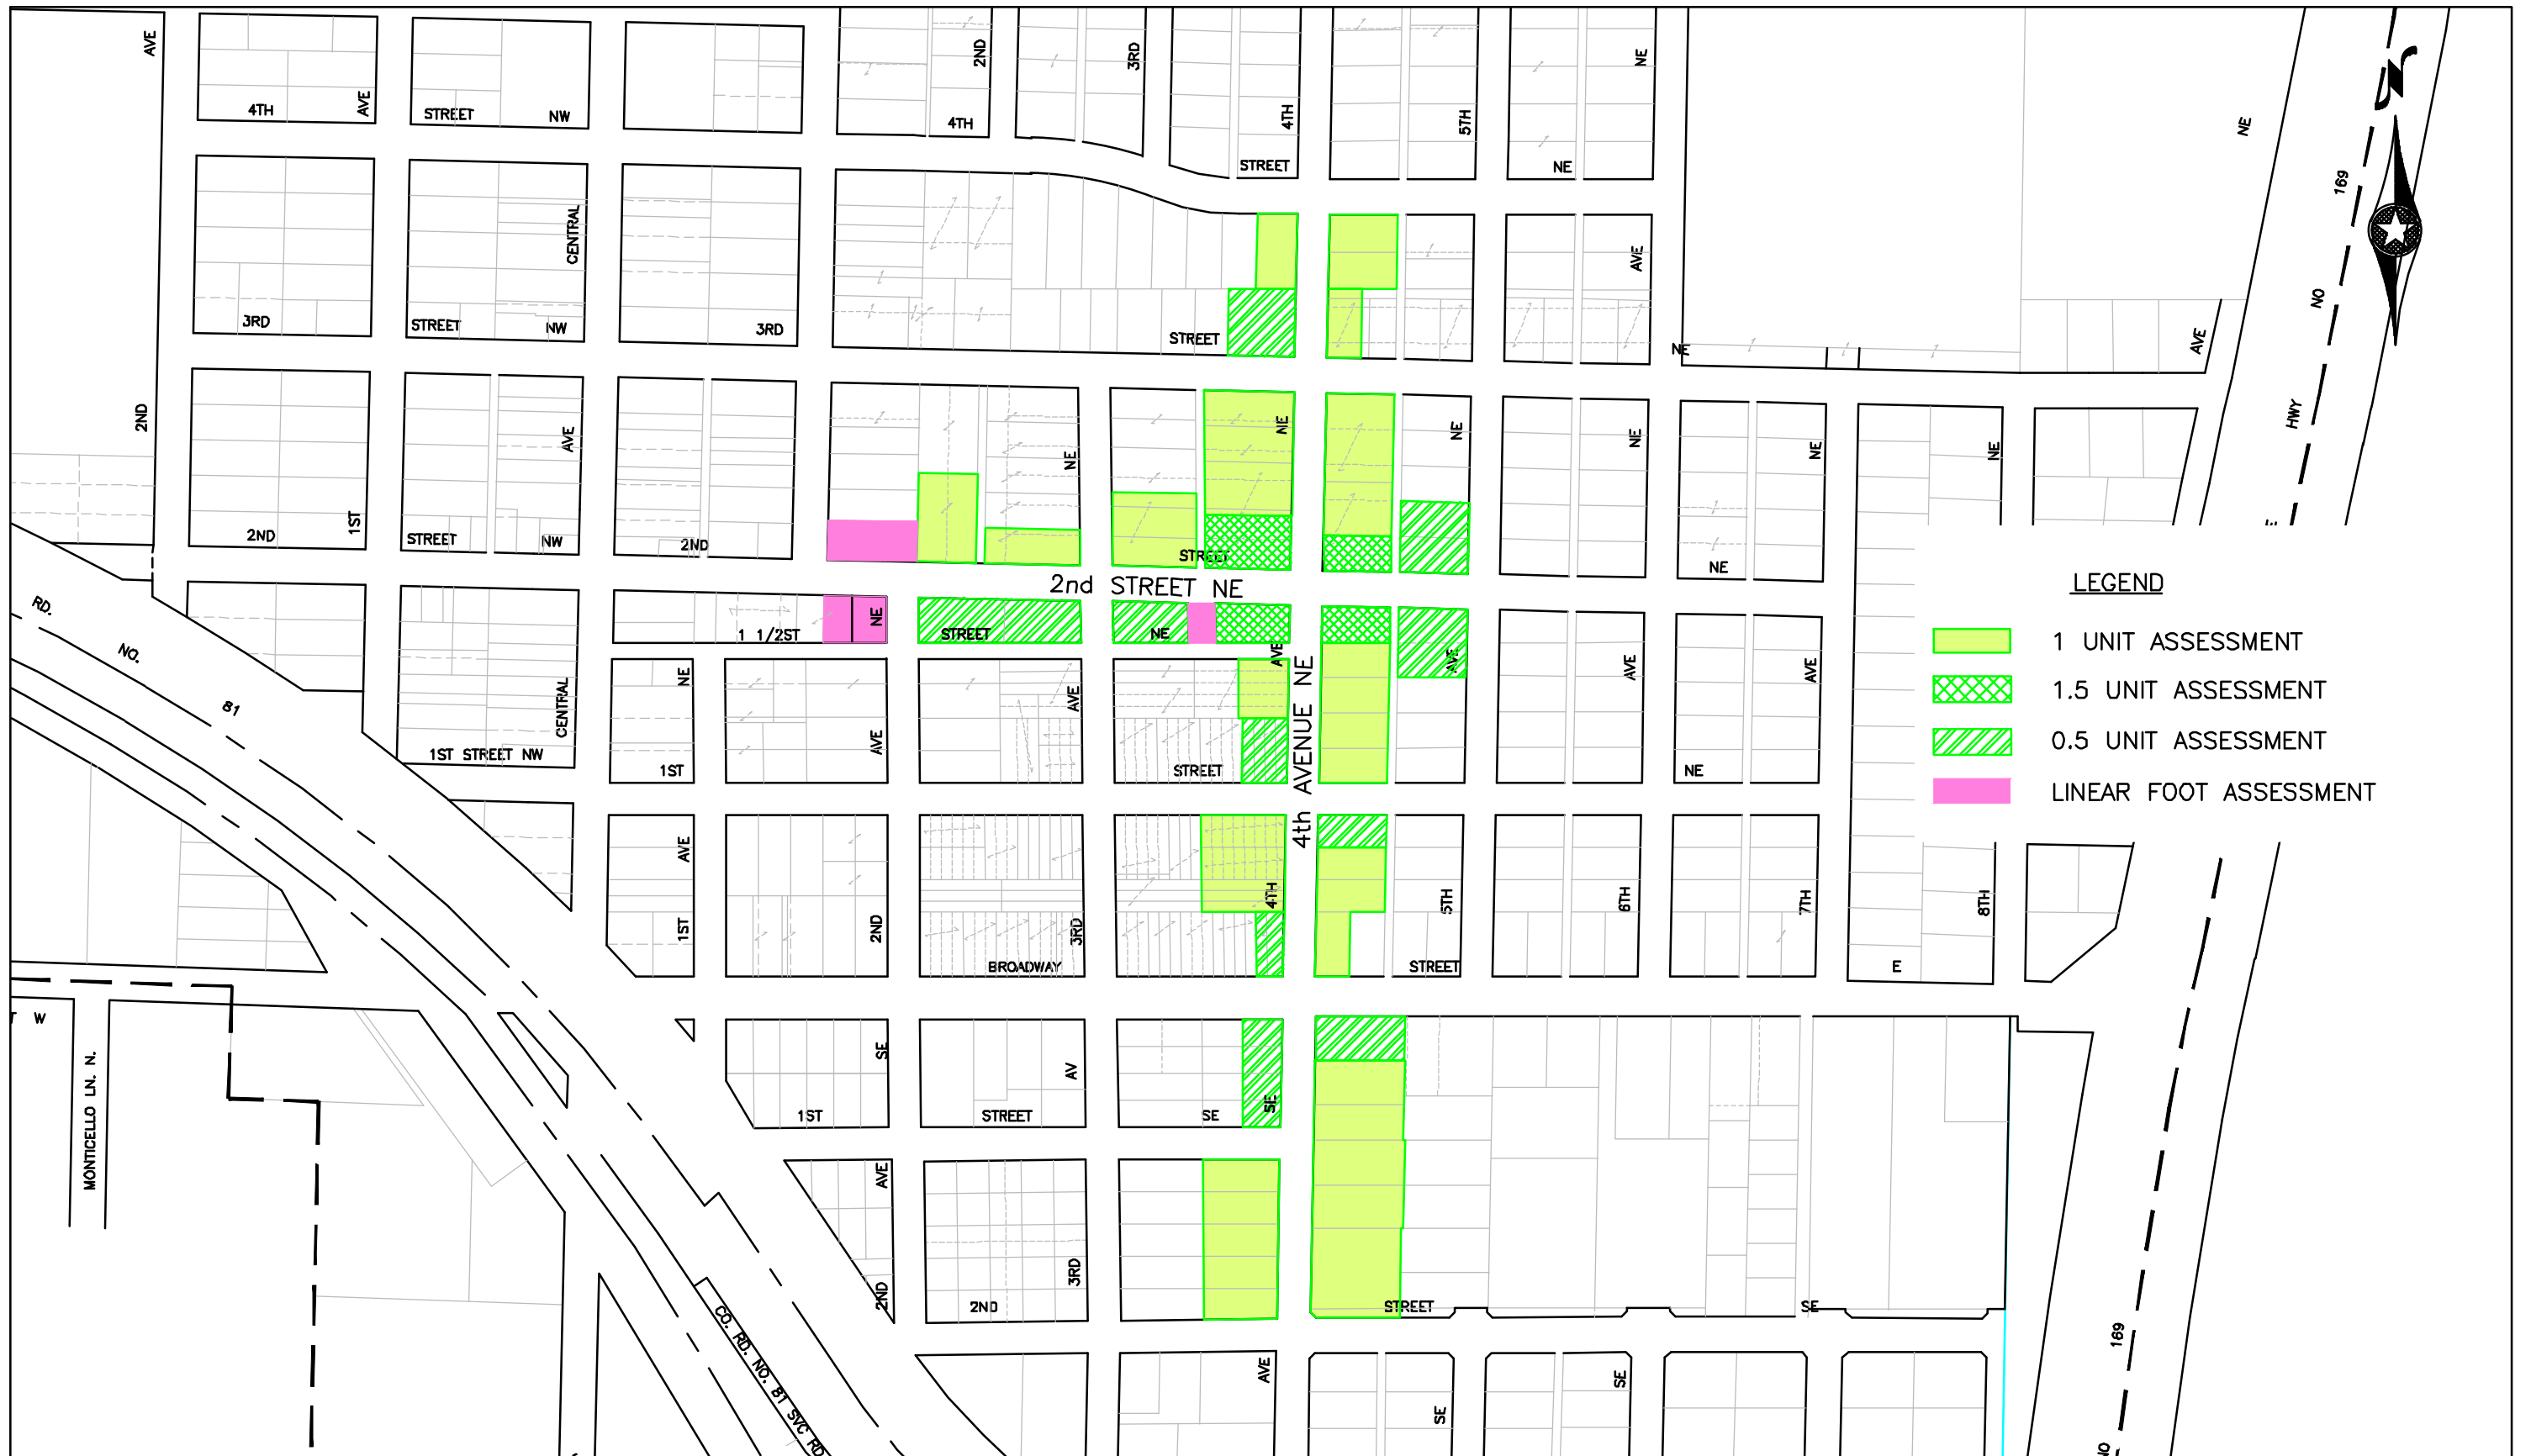 AVE
2ND
3RD
NE
4TH
AVE
STREET
NW
4TH
4TH
5TH
NE
STREET
NE
169
CENTRAL
AVE
NO
AVE
3RD
STREET
NW
3RD
STREET
NE
2ND
AVE
NE
NE
NE
NE
NE
NE
HWY
1ST
2ND
STREET
NW
2ND
STREET
NE
2nd STREET NE
LEGEND
RD.
NO.
81
1 1/2ST
NE
STREET
NE
AVE
1 UNIT ASSESSMENT
1.5 UNIT ASSESSMENT
0.5 UNIT ASSESSMENT
LINEAR FOOT ASSESSMENT
4th AVENUE NE
CENTRAL
NE
AVE
AVE
AVE
AVE
AVE
1ST STREET NW
1ST
STREET
NE
AVE
1ST
2ND
3RD
4TH
5TH
6TH
7TH
8TH
BROADWAY
STREET
E
T W
MONTICELLO LN. N.
SE
AV
SE
1ST
STREET
SE
AVE
2ND
3RD
2ND
STREET
SE
CO. RD. NO. 81 SVC RD
AVE
SE
SE
169
NO